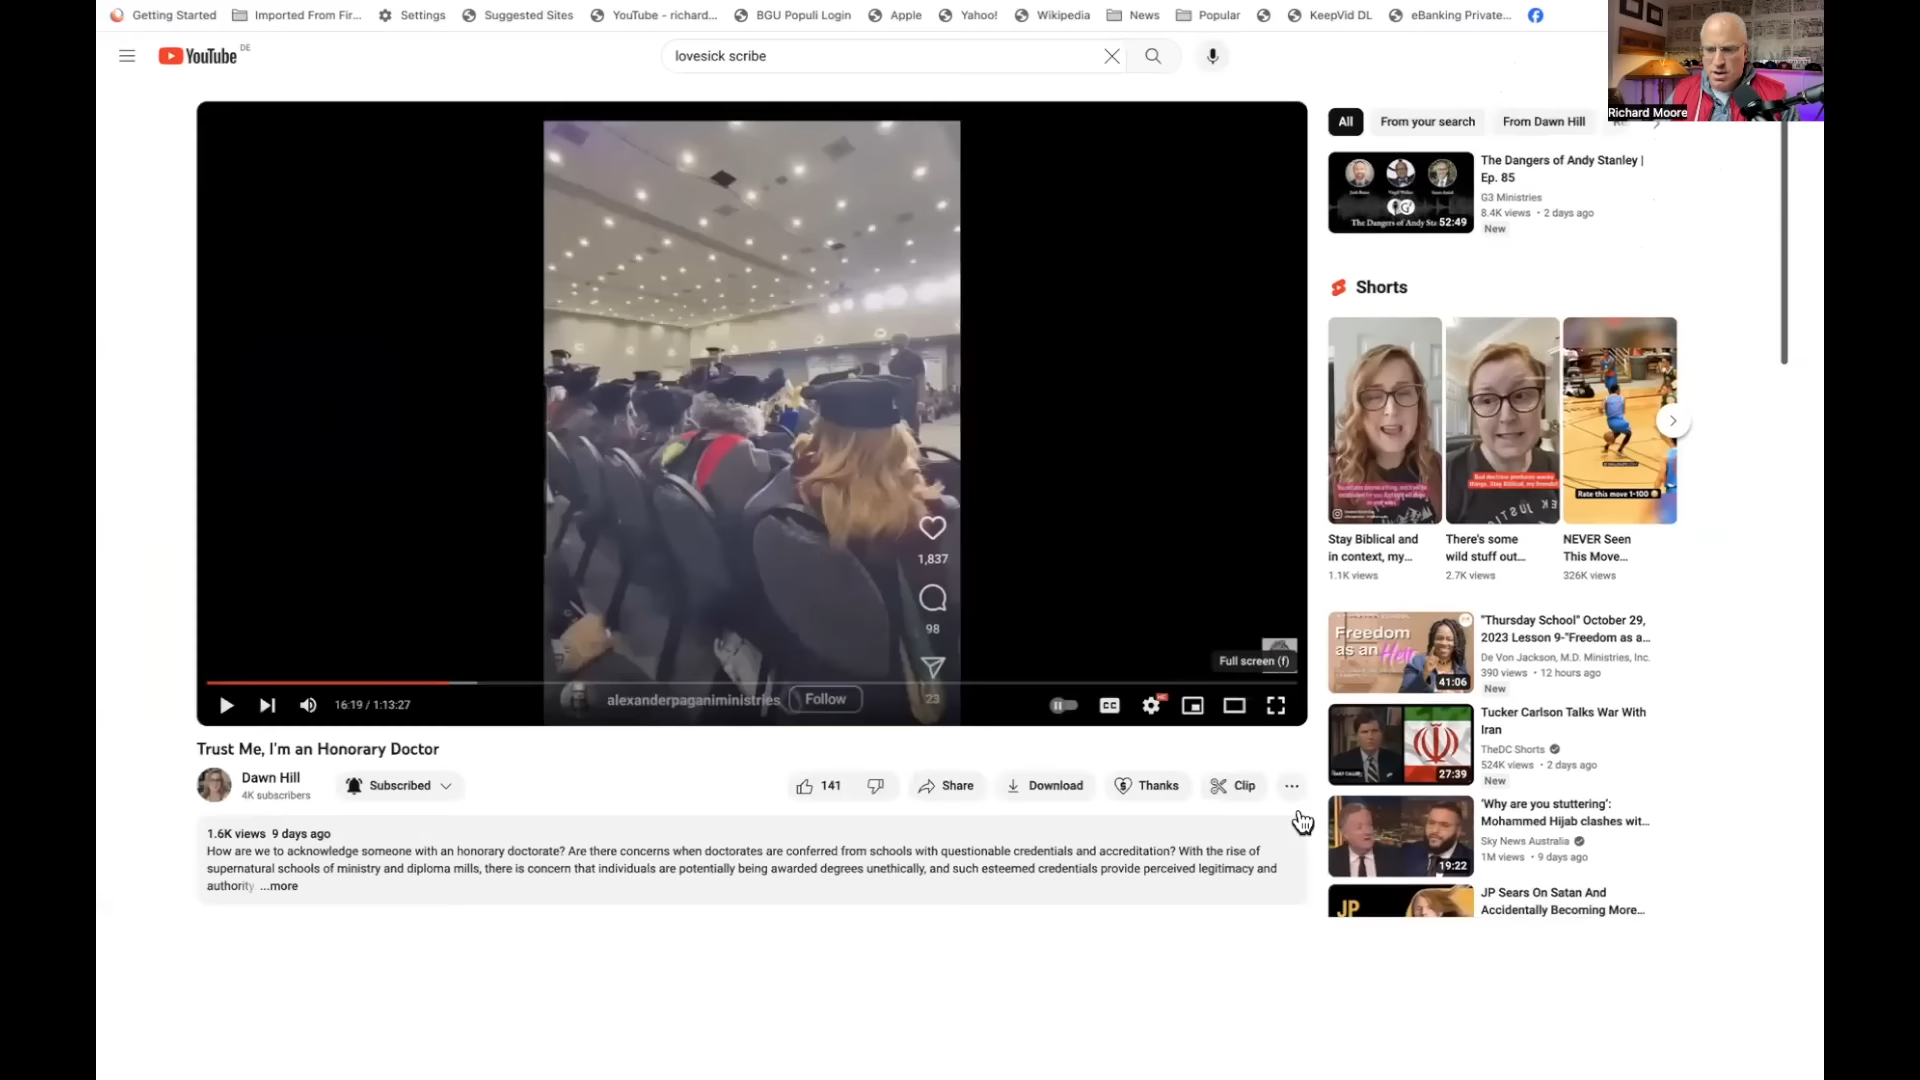 Getting Started
Imported From Fir...
Settings
Suggested Sites
YouTube - richard...
BGU Populi Login
Apple
Yahoo!
Wikipedia
News
Popular
KeepVid DL
eBanking Private...
YouTube DE
lovesick scribe
Richard Moore
All
From your search
From Dawn Hill
The Dangers of Andy Stanley |
Ep. 85
G3 Ministries
8.4K views • 2 days ago
New
52:49
Shorts
1,837
98
23
alexanderpaganiministries
Follow
Full screen (f)
16:19 / 1:13:27
CC
Rate this move 1-100
Stay Biblical and
in context, my...
1.1K views
There's some
wild stuff out...
2.7K views
NEVER Seen
This Move...
326K views
Freedom
as an Heir
41:06
"Thursday School" October 29,
2023 Lesson 9-"Freedom as a...
De Von Jackson, M.D. Ministries, Inc.
390 views • 12 hours ago
New
27:39
Tucker Carlson Talks War With
Iran
TheDC Shorts
524K views • 2 days ago
New
19:22
'Why are you stuttering':
Mohammed Hijab clashes wit...
Sky News Australia
1M views • 9 days ago
JP
JP Sears On Satan And
Accidentally Becoming More...
Trust Me, I'm an Honorary Doctor
Dawn Hill
4K subscribers
Subscribed
141
Share
Download
Thanks
Clip
1.6K views 9 days ago
How are we to acknowledge someone with an honorary doctorate? Are there concerns when doctorates are conferred from schools with questionable credentials and accreditation? With the rise of
supernatural schools of ministry and diploma mills, there is concern that individuals are potentially being awarded degrees unethically, and such esteemed credentials provide perceived legitimacy and
authority ...more